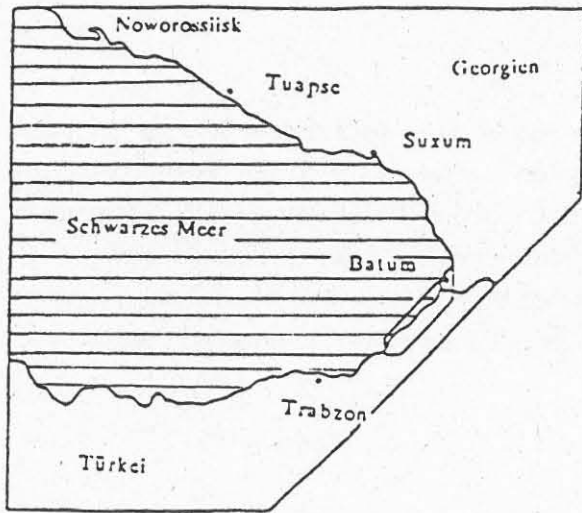 Noworossiisk
Georgien
Tuapse
Suxum
Schwarzes Meer
Batum
Trabzon
Türkei